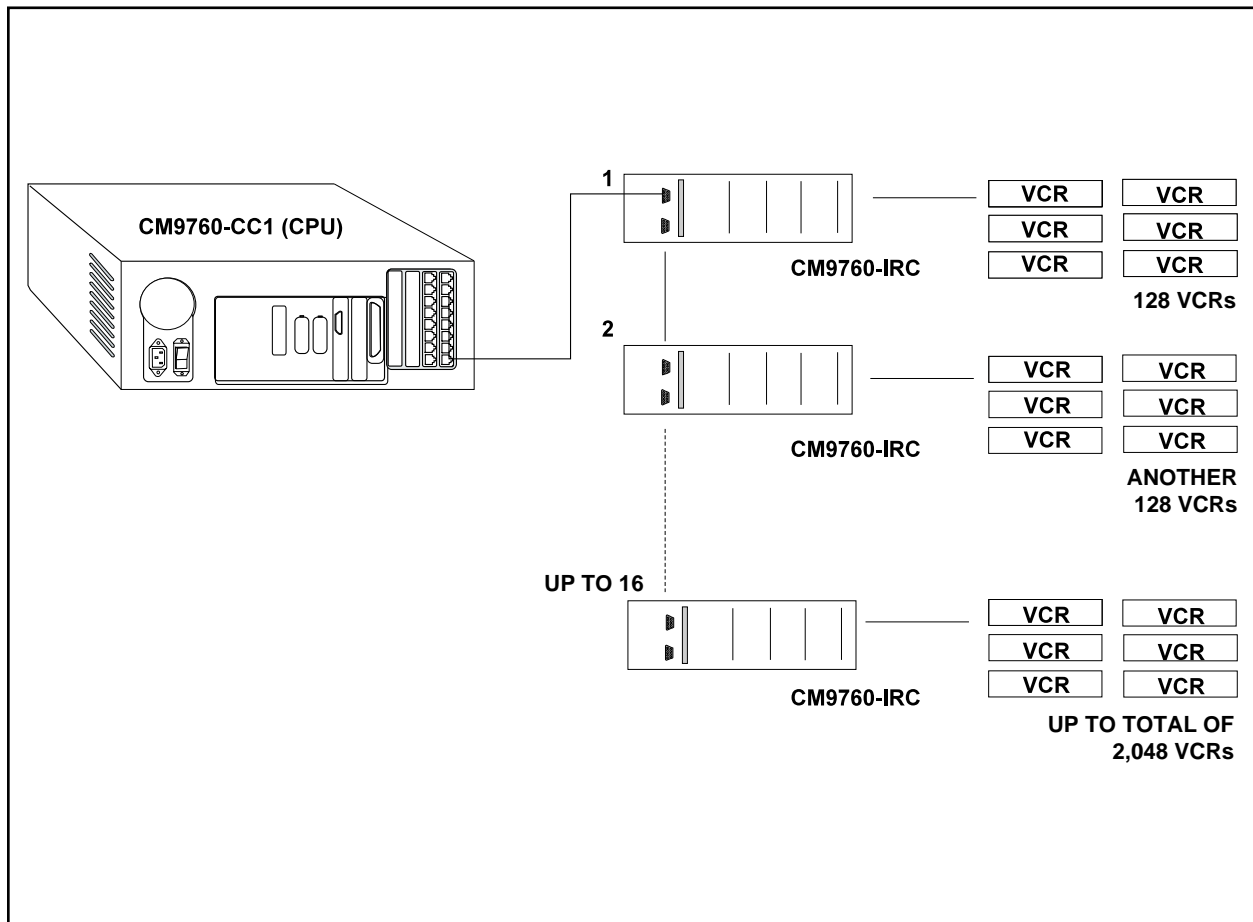 CM9760-CC1 (CPU)
1
CM9760-IRC
VCR VCR
VCR VCR
VCR VCR
128 VCRs
2
CM9760-IRC
VCR VCR
VCR VCR
VCR VCR
ANOTHER
128 VCRs
UP TO 16
CM9760-IRC
VCR VCR
VCR VCR
VCR VCR
UP TO TOTAL OF
2,048 VCRs